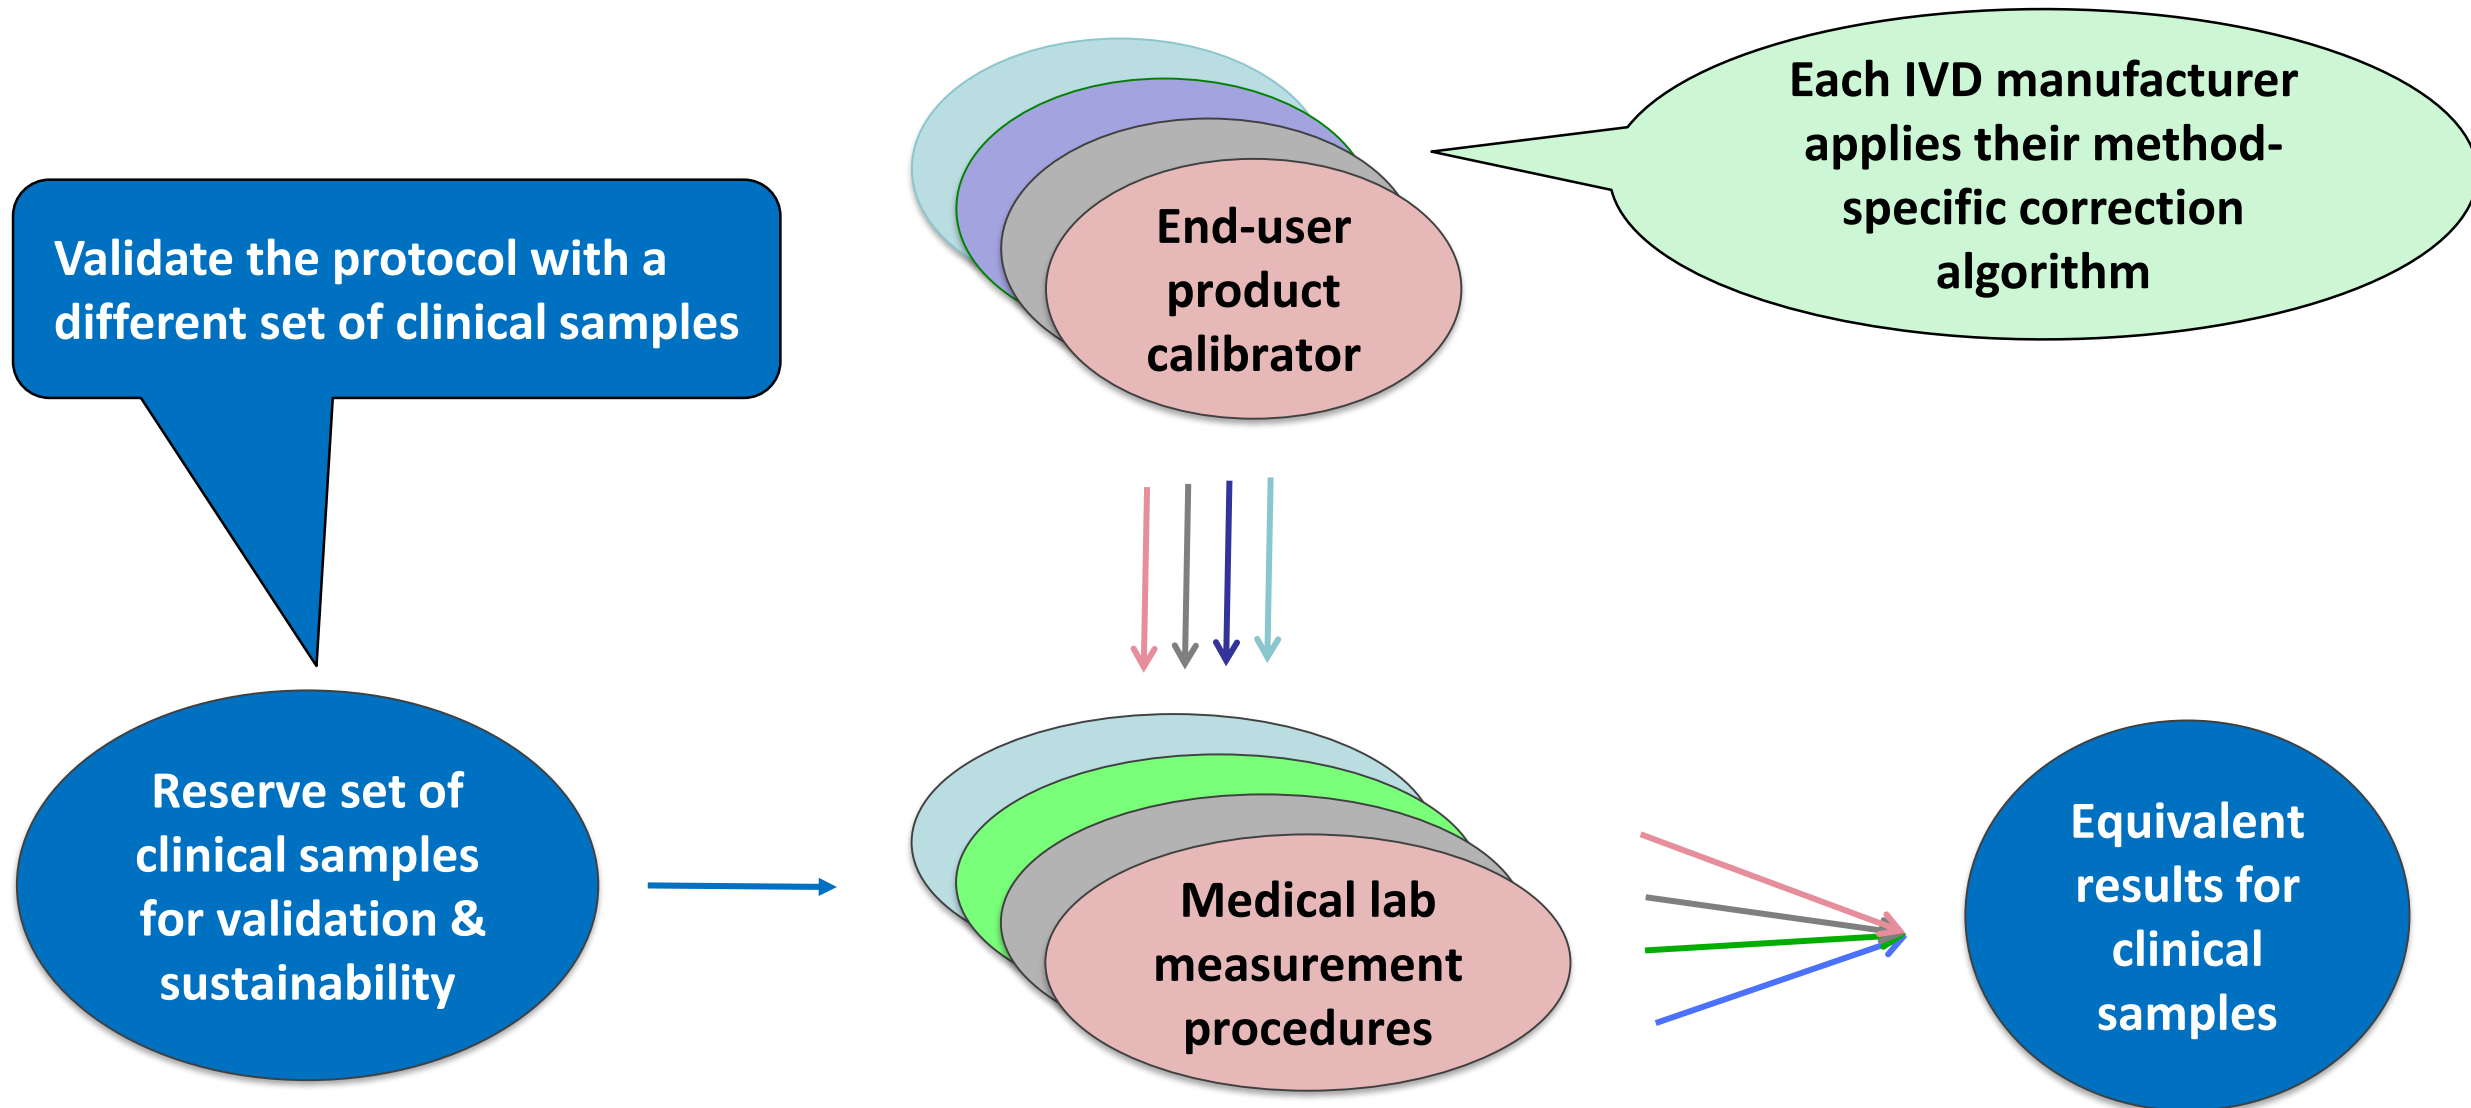 Each IVD manufacturer
applies their method-
specific correction
algorithm
End-user
product
calibrator
Validate the protocol with a
different set of clinical samples
Reserve set of
clinical samples
for validation &
sustainability
Medical lab
measurement
procedures
Equivalent
results for
clinical
samples